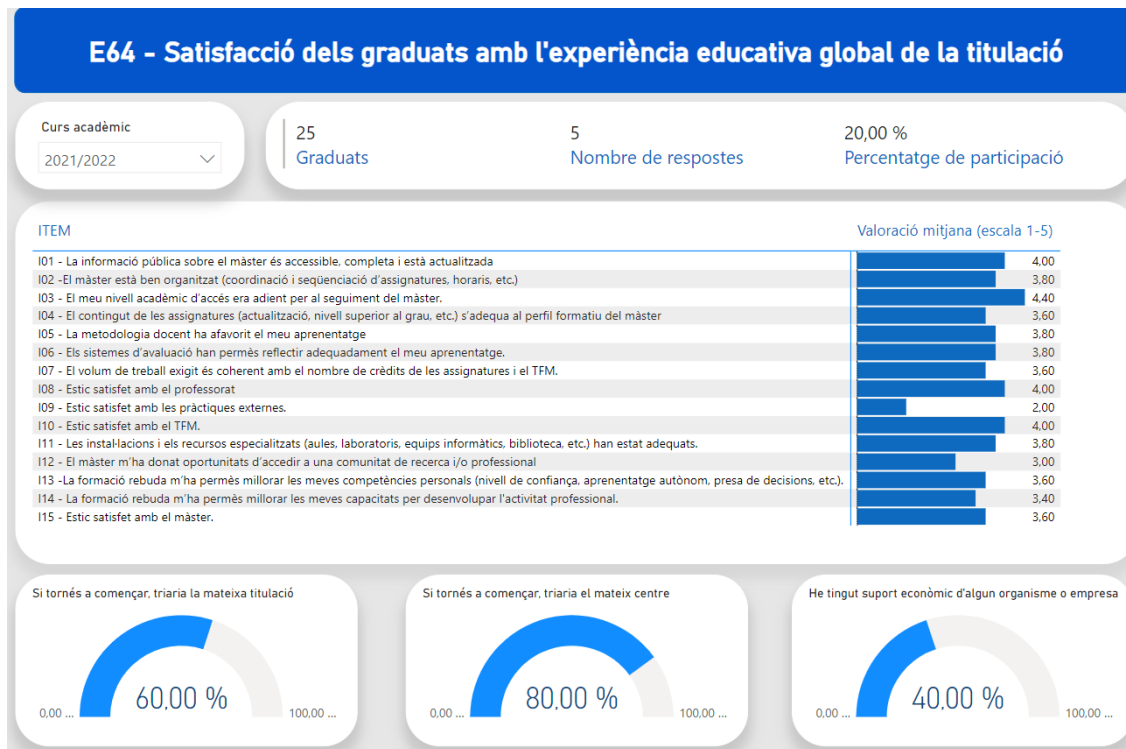 E64 - Satisfacció dels graduats amb l'experiència educativa global de la titulació
Curs acadèmic
2021/2022
25
Graduats
5
Nombre de respostes
20,00 %
Percentatge de participació
ITEM
Valoració mitjana (escala 1-5)
I01 - La informació pública sobre el màster és accessible, completa i està actualitzada 4,00
I02 -El màster està ben organitzat (coordinació i seqüenciació d'assignatures, horaris, etc.) 3,80
I03 - El meu nivell acadèmic d'accés era adient per al seguiment del màster. 4,40
I04 - El contingut de les assignatures (actualització, nivell superior al grau, etc.) s'adequa al perfil formatiu del màster 3,60
I05 - La metodologia docent ha afavorit el meu aprenentatge 3,80
I06 - Els sistemes d'avaluació han permès reflectir adequadament el meu aprenentatge. 3,80
I07 - El volum de treball exigit és coherent amb el nombre de crèdits de les assignatures i el TFM. 3,60
I08 - Estic satisfet amb el professorat 4,00
I09 - Estic satisfet amb les pràctiques externes. 2,00
I10 - Estic satisfet amb el TFM. 4,00
I11 - Les instal·lacions i els recursos especialitzats (aules, laboratoris, equips informàtics, biblioteca, etc.) han estat adequats. 3,80
I12 - El màster m'ha donat oportunitats d'accedir a una comunitat de recerca i/o professional 3,00
I13 -La formació rebuda m'ha permès millorar les meves competències personals (nivell de confiança, aprenentatge autònom, presa de decisions, etc.). 3,60
I14 - La formació rebuda m'ha permès millorar les meves capacitats per desenvolupar l'activitat professional. 3,40
I15 - Estic satisfet amb el màster. 3,60
Si tornés a començar, triaria la mateixa titulació
60,00 %
0,00 ...
100,00 ...
Si tornés a començar, triaria el mateix centre
80,00 %
0,00 ...
100,00 ...
He tingut suport econòmic d'algun organisme o empresa
40,00 %
0,00 ...
100,00 ...